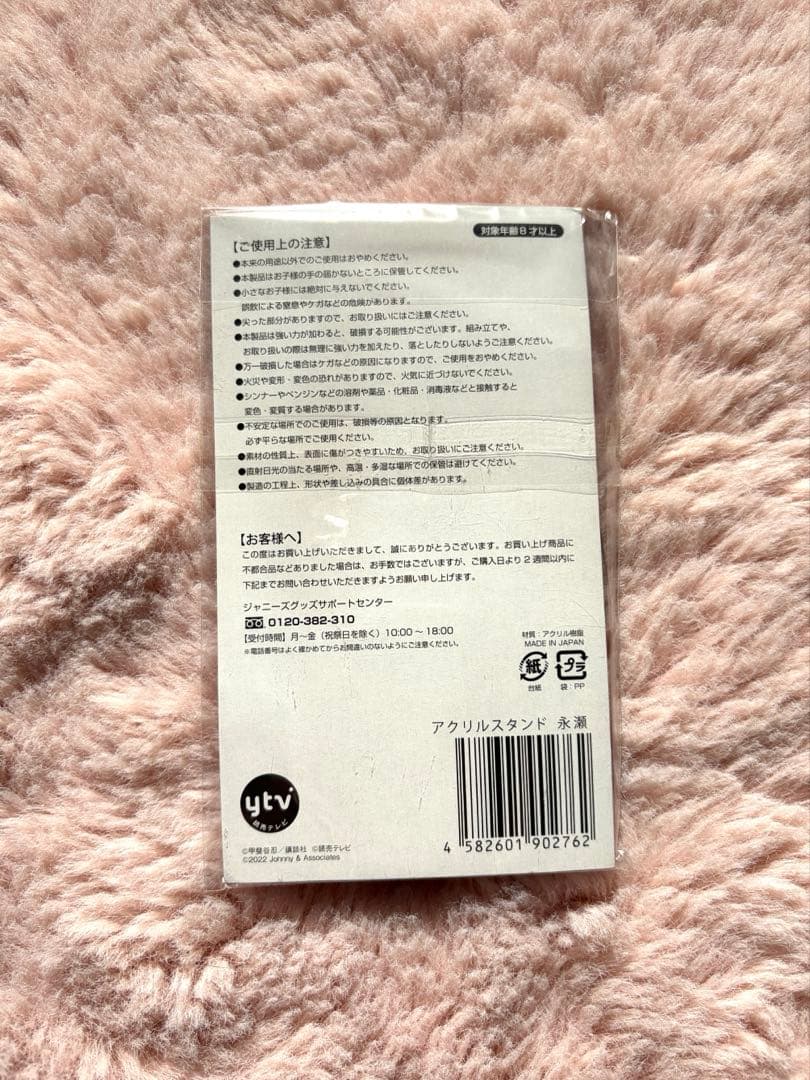 対象年齢8才以上
【ご使用上の注意】
●本来の用途以外でのご使用はおやめください。
●本製品はお子様の手の届かないところに保管してください。
●小さなお子様には絶対に与えないでください。
誤飲による窒息やケガなどの危険があります。
●尖った部分がありますので、お取り扱いにはご注意ください。
●本製品は強い力が加わると、破損する可能性がございます。組み立てや、
お取り扱いの際は無理に強い力を加えたり、落としたりしないようご注意ください。
●万一破損した場合はケガなどの原因になりますので、ご使用をおやめください。
●火災や変形・変色の恐れがありますので、火気に近づけないでください。
●シンナーやベンジンなどの溶剤や薬品・化粧品・消毒液などと接触すると
変色・変質する場合があります。
●不安定な場所でのご使用は、破損等の原因となります。
必ず平らな場所でご使用ください。
●素材の性質上、表面に傷がつきやすいため、お取り扱いにご注意ください。
●直射日光の当たる場所や、高温・多湿な場所での保管は避けてください。
●製造の工程上、形状や差し込みの具合に個体差があります。
【お客様へ】
この度はお買い上げいただきまして、誠にありがとうございます。お買い上げ商品に
不都合品などありました場合は、お手数ではございますが、ご購入日より2週間以内に
下記までお問い合わせいただきますようお願い申し上げます。
ジャニーズグッズサポートセンター
0120-382-310
【受付時間】月〜金（祝祭日を除く）10:00〜18:00
※電話番号はよく確かめてからお間違いのないようにご注意ください。
材質：アクリル樹脂
MADE IN JAPAN
紙 プラ
台紙 袋：PP
アクリルスタンド 永瀬
ytv
読売テレビ
4 582601 902762
©甲斐谷忍／講談社 ©読売テレビ
©2022 Johnny & Associates